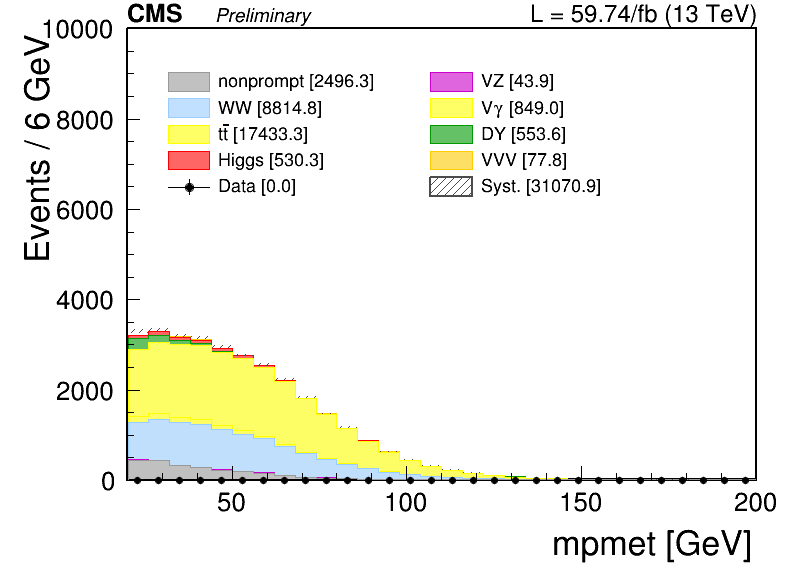 CMS Preliminary L = 59.74/fb (13 TeV)
Events / 6 GeV
10000
8000
6000
4000
2000
0
nonprompt [2496.3]
WW [8814.8]
tt̄ [17433.3]
Higgs [530.3]
Data [0.0]
VZ [43.9]
Vγ [849.0]
DY [553.6]
VVV [77.8]
Syst. [31070.9]
50 100 150 200
mpmet [GeV]